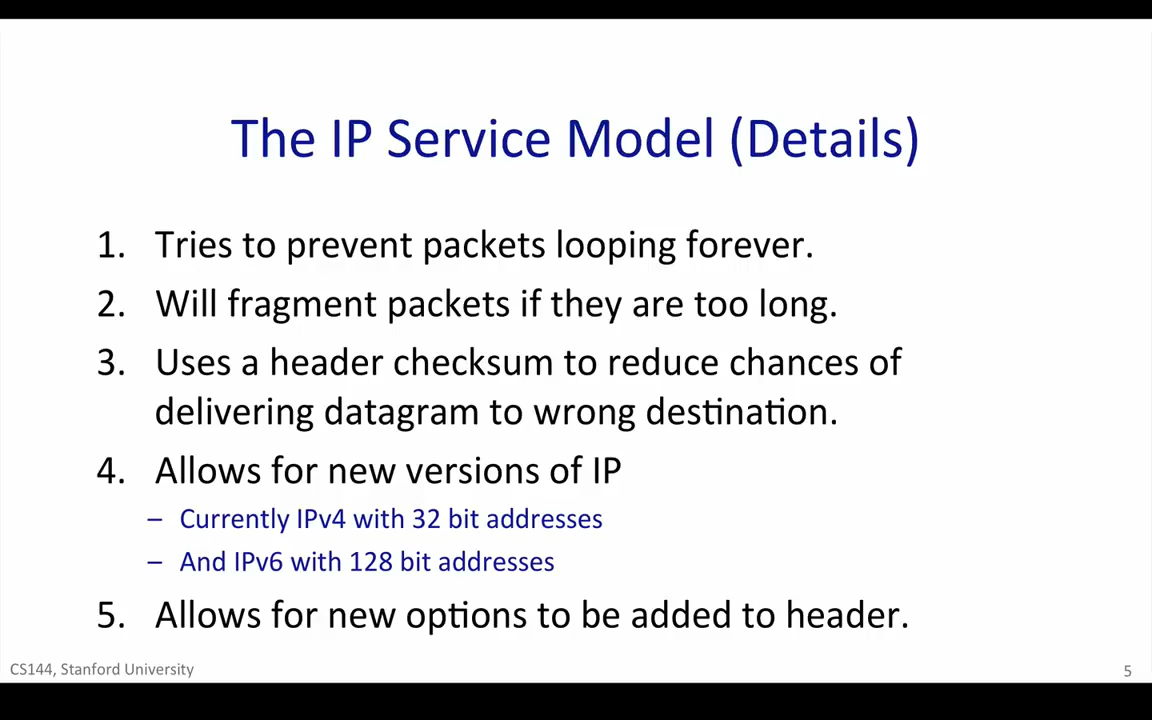 The IP Service Model (Details)
1. Tries to prevent packets looping forever.
2. Will fragment packets if they are too long.
3. Uses a header checksum to reduce chances of
delivering datagram to wrong destination.
4. Allows for new versions of IP
– Currently IPv4 with 32 bit addresses
– And IPv6 with 128 bit addresses
5. Allows for new options to be added to header.
CS144, Stanford University
5